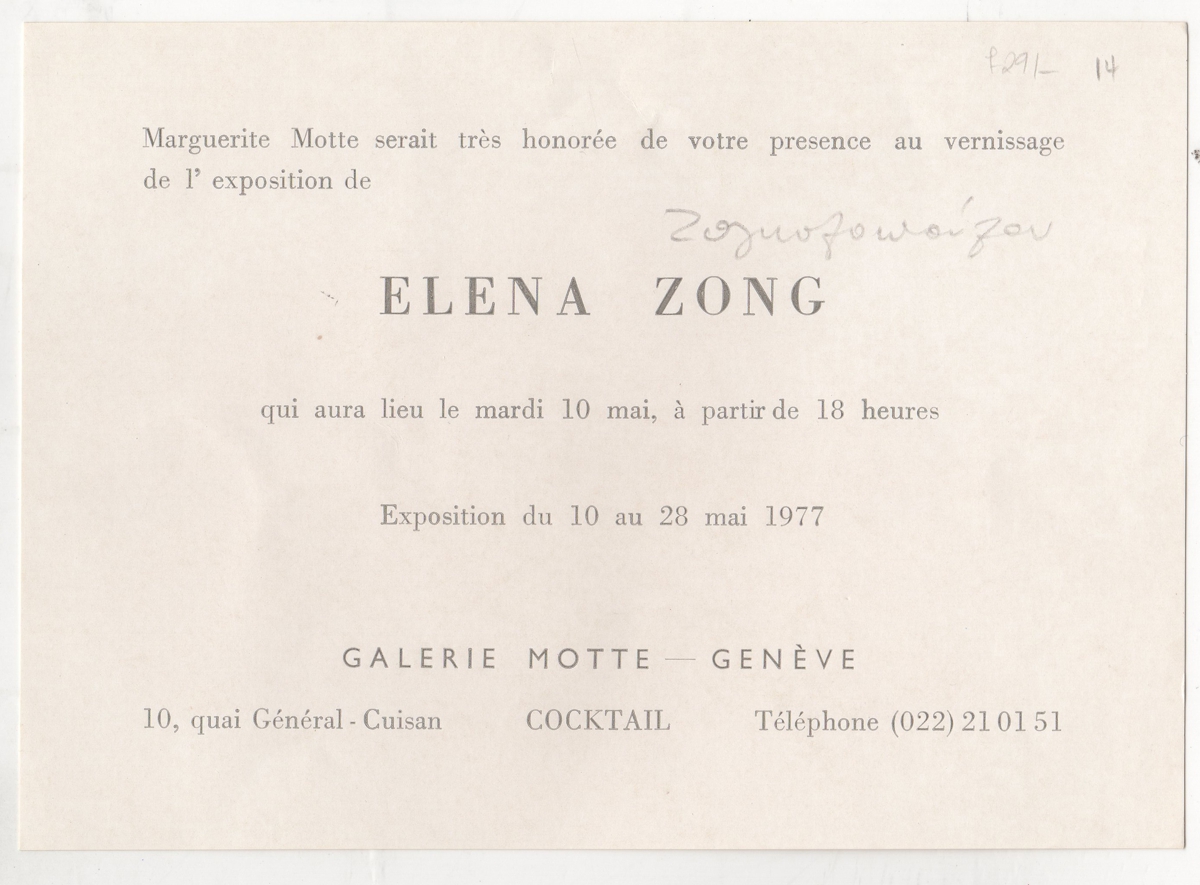 14
Marguerite Motte serait très honorée de votre presence au vernissage
de l' exposition de
ELENA ZONG
qui aura lieu le mardi 10 mai, à partir de 18 heures
Exposition du 10 au 28 mai 1977
GALERIE MOTTE — GENÈVE
10, quai Général - Cuisan COCKTAIL Téléphone (022) 21 01 51